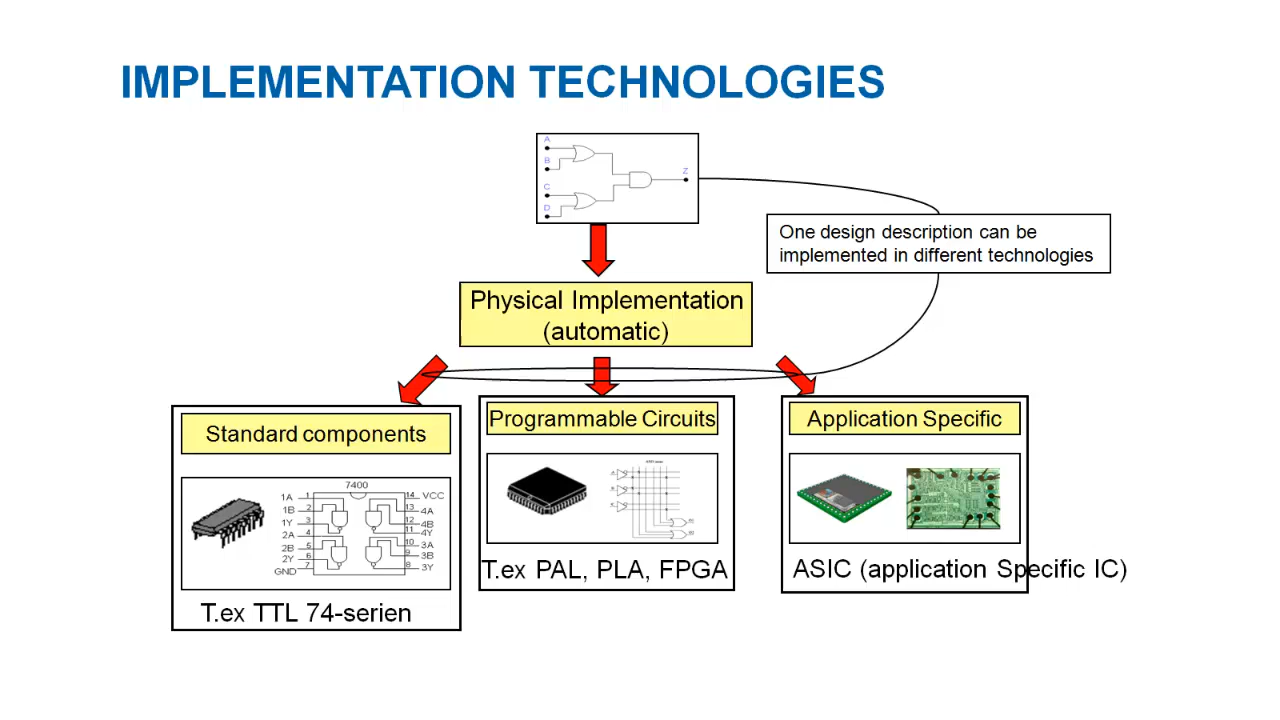 IMPLEMENTATION TECHNOLOGIES
A
B
C
D
Z
One design description can be
implemented in different technologies
Physical Implementation
(automatic)
Standard components
7400
1A 1
1B 2
1Y 3
2A 4
2B 5
2Y 6
GND 7
14 VCC
13 4A
12 4B
11 4Y
10 3A
9 3B
8 3Y
T.ex TTL 74-serien
Programmable Circuits
T.ex PAL, PLA, FPGA
Application Specific
ASIC (application Specific IC)